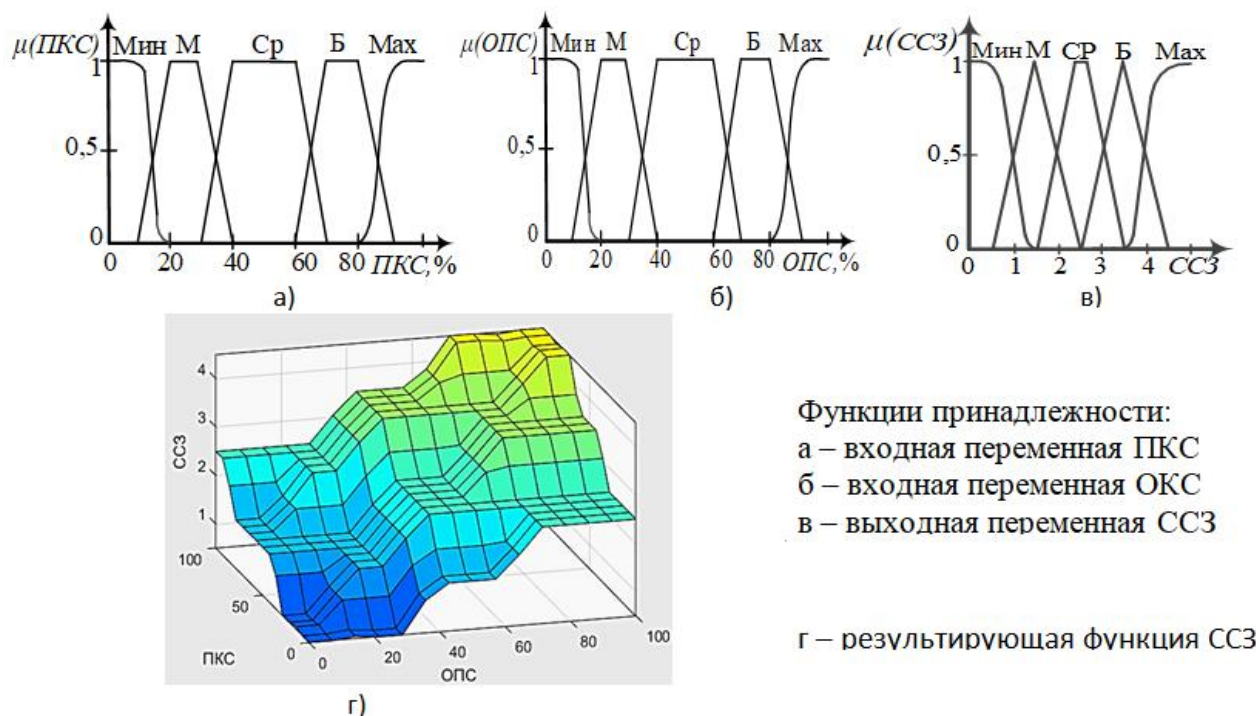 μ(ПКС) Мин М Ср Б Мах
1
0,5
0
0 20 40 60 80 ПКС,%
а)
μ(ОПС) Мин М Ср Б Мах
1
0,5
0
0 20 40 60 80 ОПС,%
б)
μ(ССЗ) Мин М СР Б Мах
1
0,5
0
0 1 2 3 4 ССЗ
в)
4
3
2
1
ССЗ
100
50
0
ПКС
0 20 40 60 80 100
ОПС
г)
Функции принадлежности:
а – входная переменная ПКС
б – входная переменная ОКС
в – выходная переменная ССЗ
г – результирующая функция ССЗ